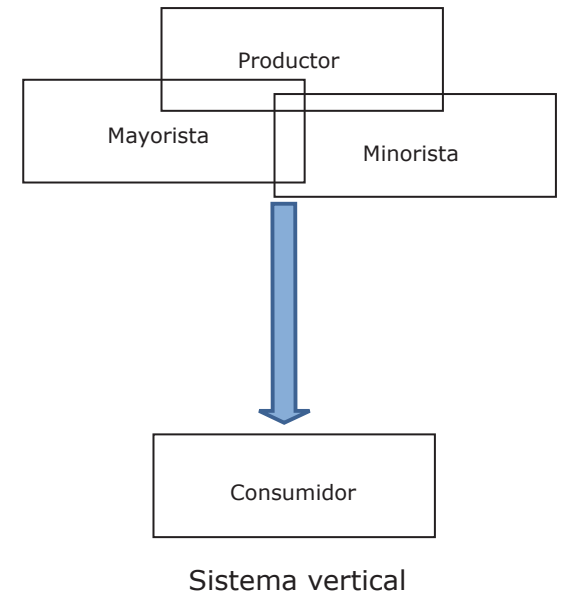 Productor
Mayorista
Minorista
Consumidor
Sistema vertical